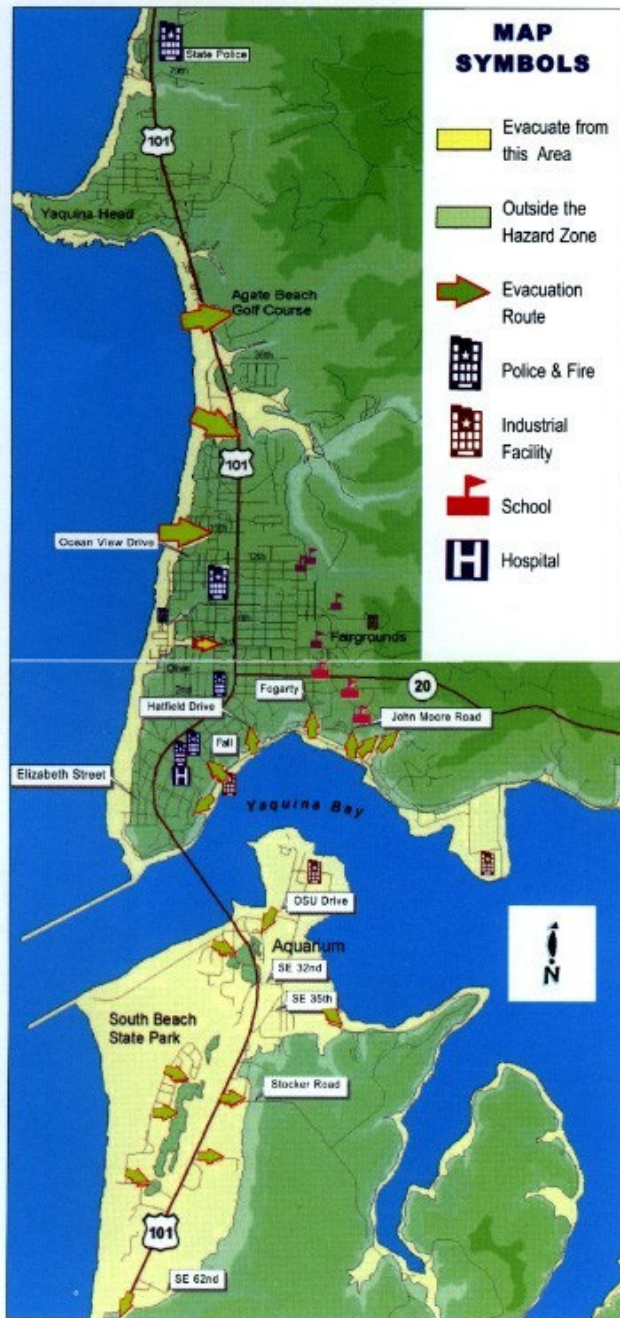 MAP
SYMBOLS
Evacuate from
this Area
Outside the
Hazard Zone
Evacuation
Route
Police & Fire
Industrial
Facility
School
H
Hospital
N
State Police
101
Yaquina Head
Agate Beach
Golf Course
36th
101
Ocean View Drive
12th
3rd
Fairgrounds
Olive
2nd
20
Fogarty
Hatfield Drive
John Moore Road
Fall
Elizabeth Street
H
Yaquina Bay
OSU Drive
Aquarium
SE 32nd
SE 35th
South Beach
State Park
Stocker Road
101
SE 62nd